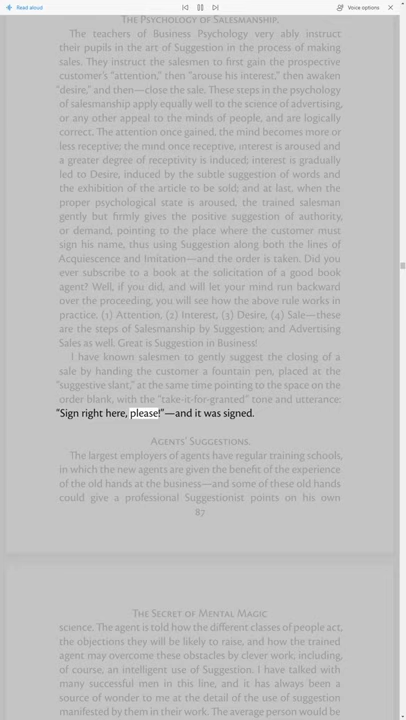 Read aloud
Voice options
THE PSYCHOLOGY OF SALESMANSHIP.
The teachers of Business Psychology very ably instruct
their pupils in the art of Suggestion in the process of making
sales. They instruct the salesmen to first gain the prospective
customer's "attention," then "arouse his interest," then awaken
"desire," and then—close the sale. These steps in the psychology
of salesmanship apply equally well to the science of advertising,
or any other appeal to the minds of people, and are logically
correct. The attention once gained, the mind becomes more or
less receptive; the mind once receptive, interest is aroused and
a greater degree of receptivity is induced; interest is gradually
led to Desire, induced by the subtle suggestion of words and
the exhibition of the article to be sold; and at last, when the
proper psychological state is aroused, the trained salesman
gently but firmly gives the positive suggestion of authority,
or demand, pointing to the place where the customer must
sign his name, thus using Suggestion along both the lines of
Acquiescence and Imitation—and the order is taken. Did you
ever subscribe to a book at the solicitation of a good book
agent? Well, if you did, and will let your mind run backward
over the proceeding, you will see how the above rule works in
practice. (1) Attention, (2) Interest, (3) Desire, (4) Sale—these
are the steps of Salesmanship by Suggestion; and Advertising
Sales as well. Great is Suggestion in Business!
I have known salesmen to gently suggest the closing of a
sale by handing the customer a fountain pen, placed at the
"suggestive slant," at the same time pointing to the space on the
order blank, with the "take-it-for-granted" tone and utterance:
"Sign right here, please!"—and it was signed.
AGENTS' SUGGESTIONS.
The largest employers of agents have regular training schools,
in which the new agents are given the benefit of the experience
of the old hands at the business—and some of these old hands
could give a professional Suggestionist points on his own
87
THE SECRET OF MENTAL MAGIC
science. The agent is told how the different classes of people act,
the objections they will be likely to raise, and how the trained
agent may overcome these obstacles by clever work, including,
of course, an intelligent use of Suggestion. I have talked with
many successful men in this line, and it has always been a
source of wonder to me at the detail of the use of suggestion
manifested by them in their work. The average person would be